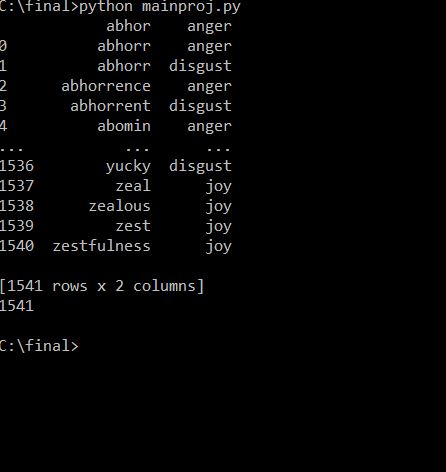 C:\final>python mainproj.py
abhor anger
0 abhorr anger
1 abhorr disgust
2 abhorrence anger
3 abhorrent disgust
4 abomin anger
... ... ...
1536 yucky disgust
1537 zeal joy
1538 zealous joy
1539 zest joy
1540 zestfulness joy
[1541 rows x 2 columns]
1541
C:\final>